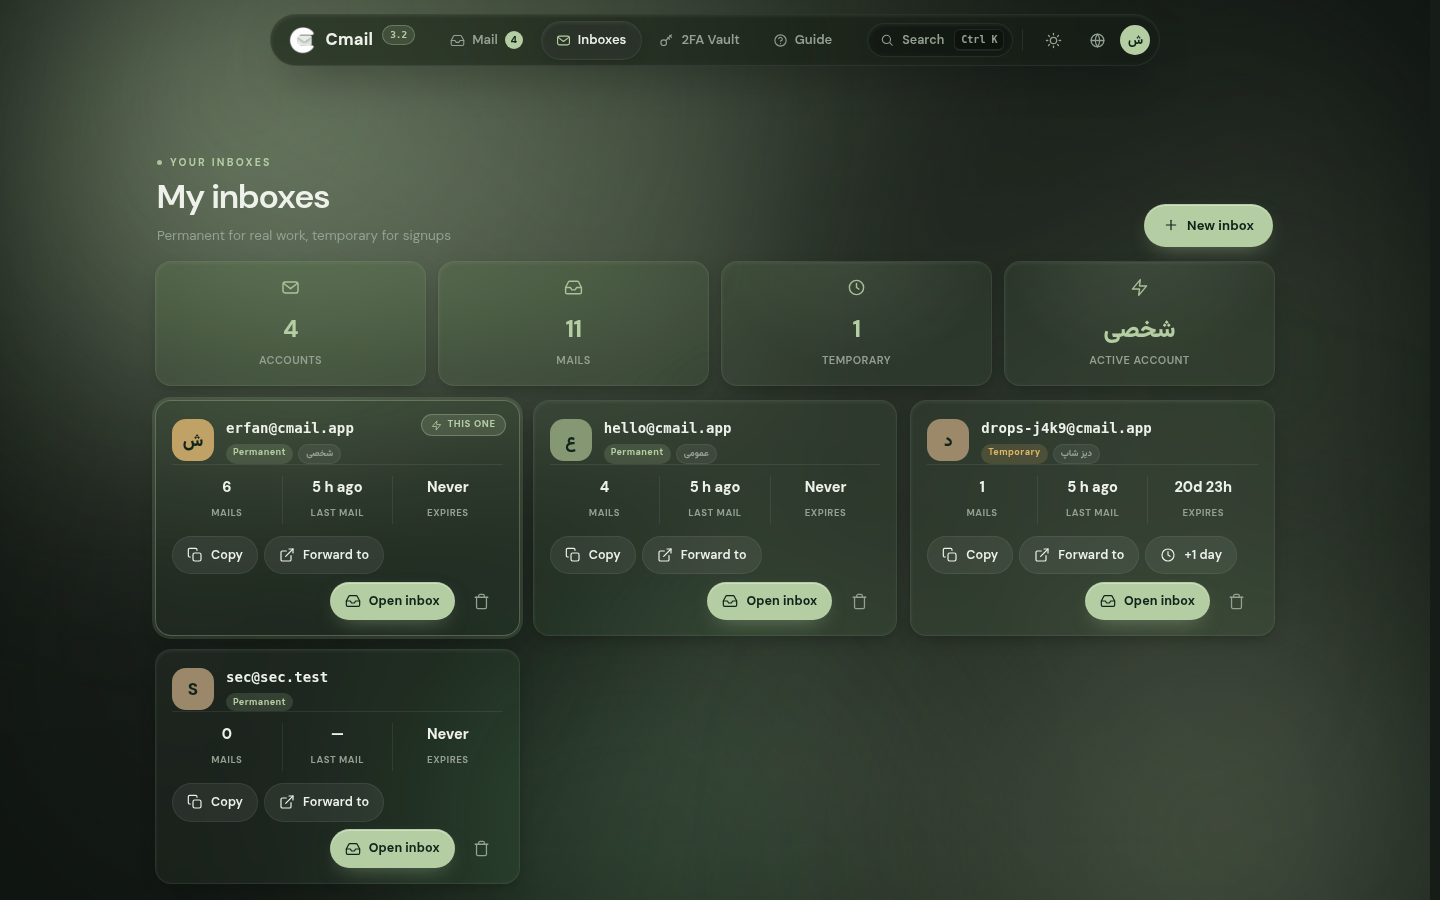 Cmail 3.2 Mail 4 Inboxes 2FA Vault Guide Search Ctrl K ش
YOUR INBOXES
My inboxes
Permanent for real work, temporary for signups
New inbox
4
ACCOUNTS
11
MAILS
1
TEMPORARY
شخصی
ACTIVE ACCOUNT
ش
erfan@cmail.app
THIS ONE
Permanent شخصی
6 5 h ago Never
MAILS LAST MAIL EXPIRES
Copy Forward to
Open inbox
ع
hello@cmail.app
Permanent عمومی
4 5 h ago Never
MAILS LAST MAIL EXPIRES
Copy Forward to
Open inbox
د
drops-j4k9@cmail.app
Temporary دیز شاپ
1 5 h ago 20d 23h
MAILS LAST MAIL EXPIRES
Copy Forward to +1 day
Open inbox
S
sec@sec.test
Permanent
0 — Never
MAILS LAST MAIL EXPIRES
Copy Forward to
Open inbox